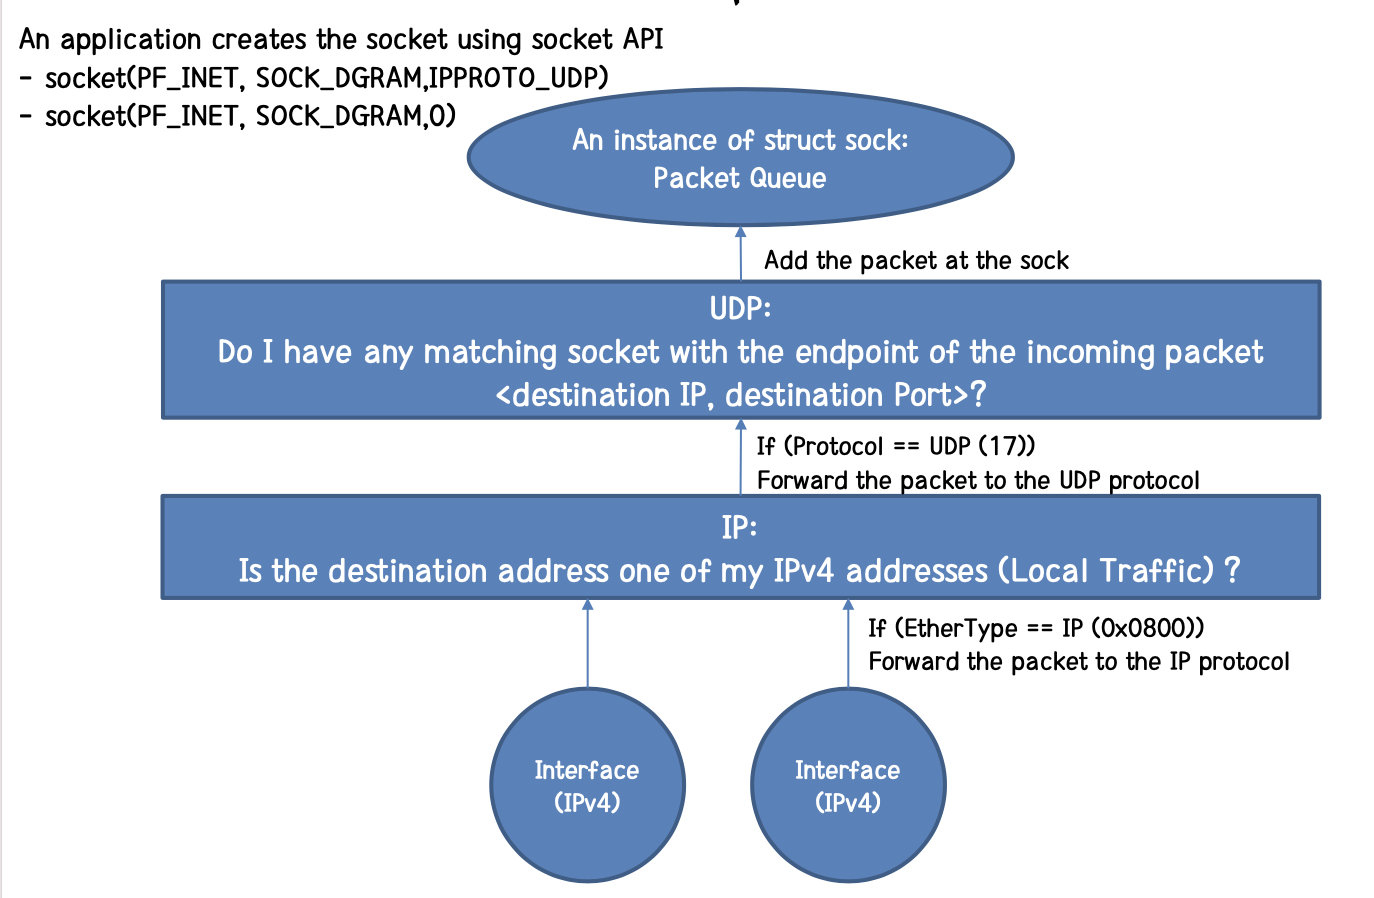 An application creates the socket using socket API
- socket(PF_INET, SOCK_DGRAM,IPPROTO_UDP)
- socket(PF_INET, SOCK_DGRAM,0)
An instance of struct sock:
Packet Queue
Add the packet at the sock
UDP:
Do I have any matching socket with the endpoint of the incoming packet
<destination IP, destination Port>?
If (Protocol == UDP (17))
Forward the packet to the UDP protocol
IP:
Is the destination address one of my IPv4 addresses (Local Traffic) ?
If (EtherType == IP (0x0800))
Forward the packet to the IP protocol
Interface
(IPv4)
Interface
(IPv4)